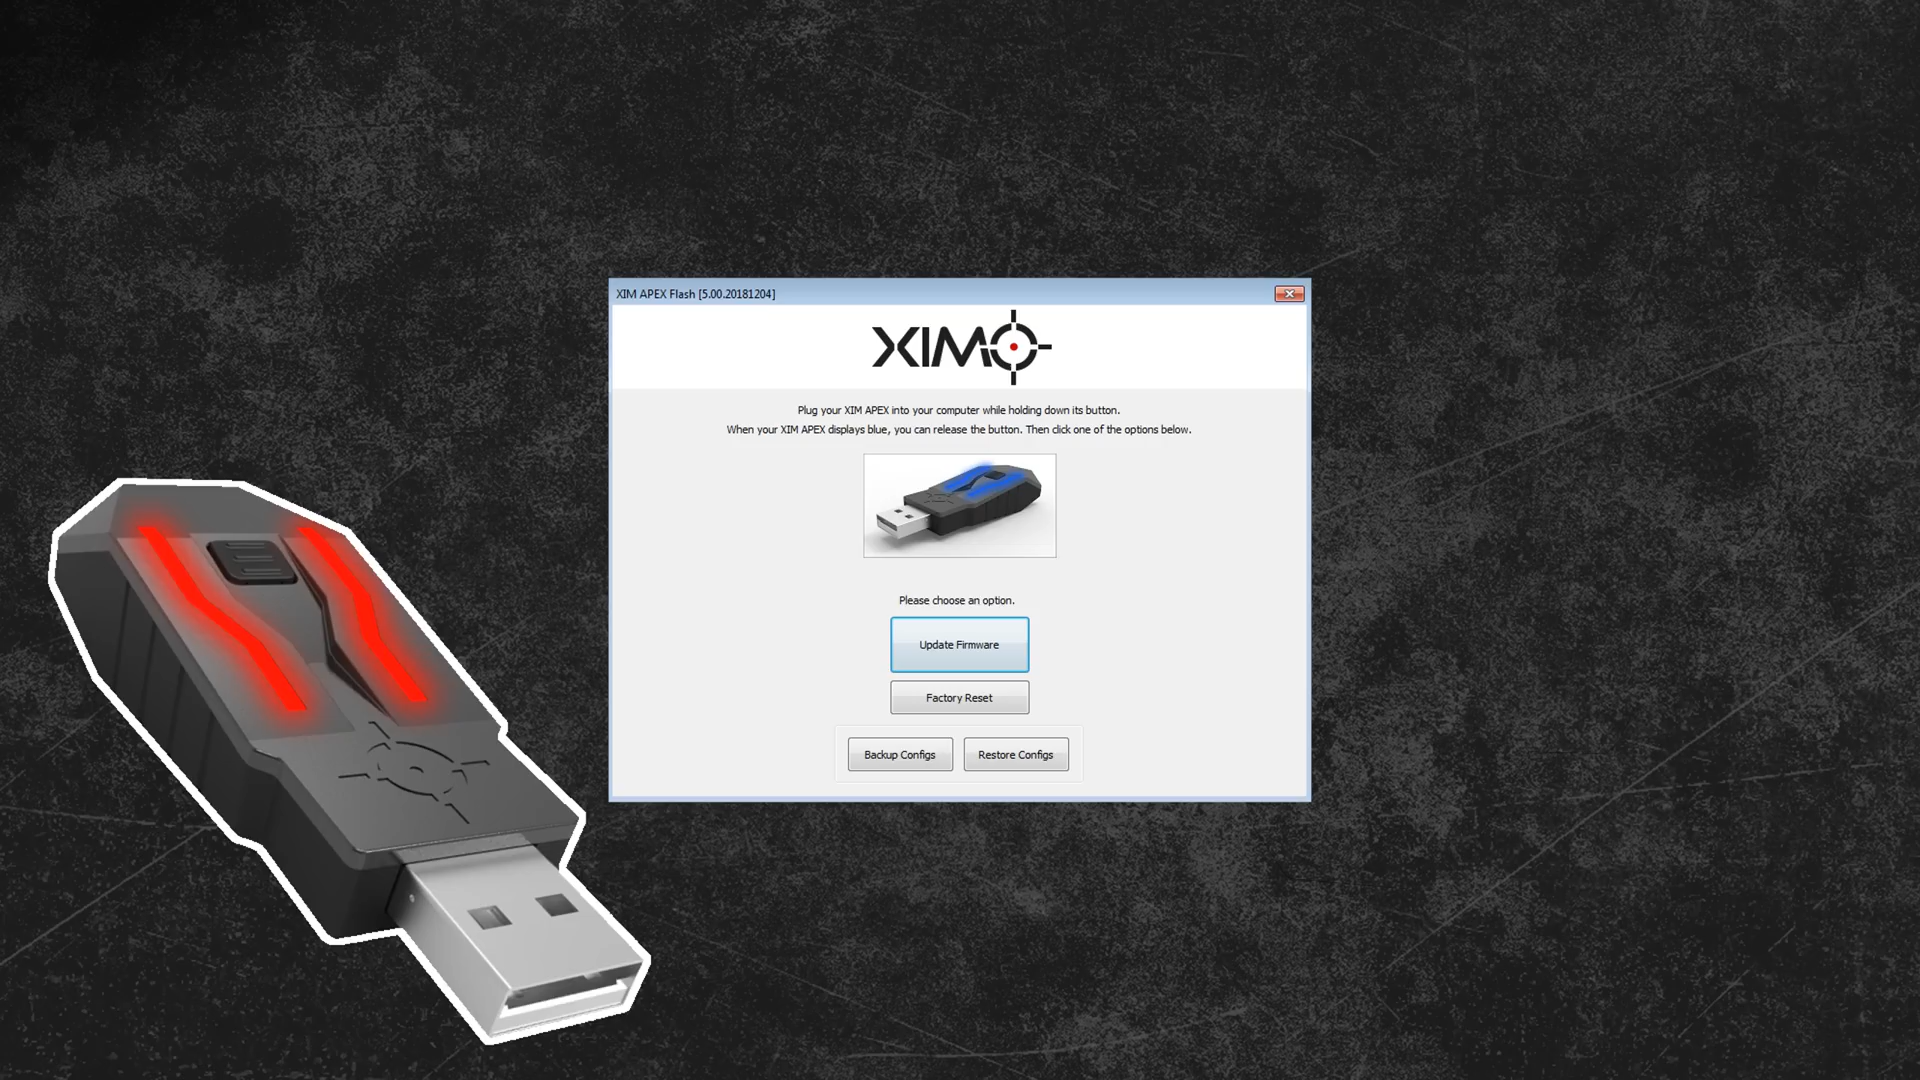 XIM APEX Flash [5.00.20181204]
XIM
Plug your XIM APEX into your computer while holding down its button.
When your XIM APEX displays blue, you can release the button. Then click one of the options below.
Please choose an option.
Update Firmware
Factory Reset
Backup Configs
Restore Configs